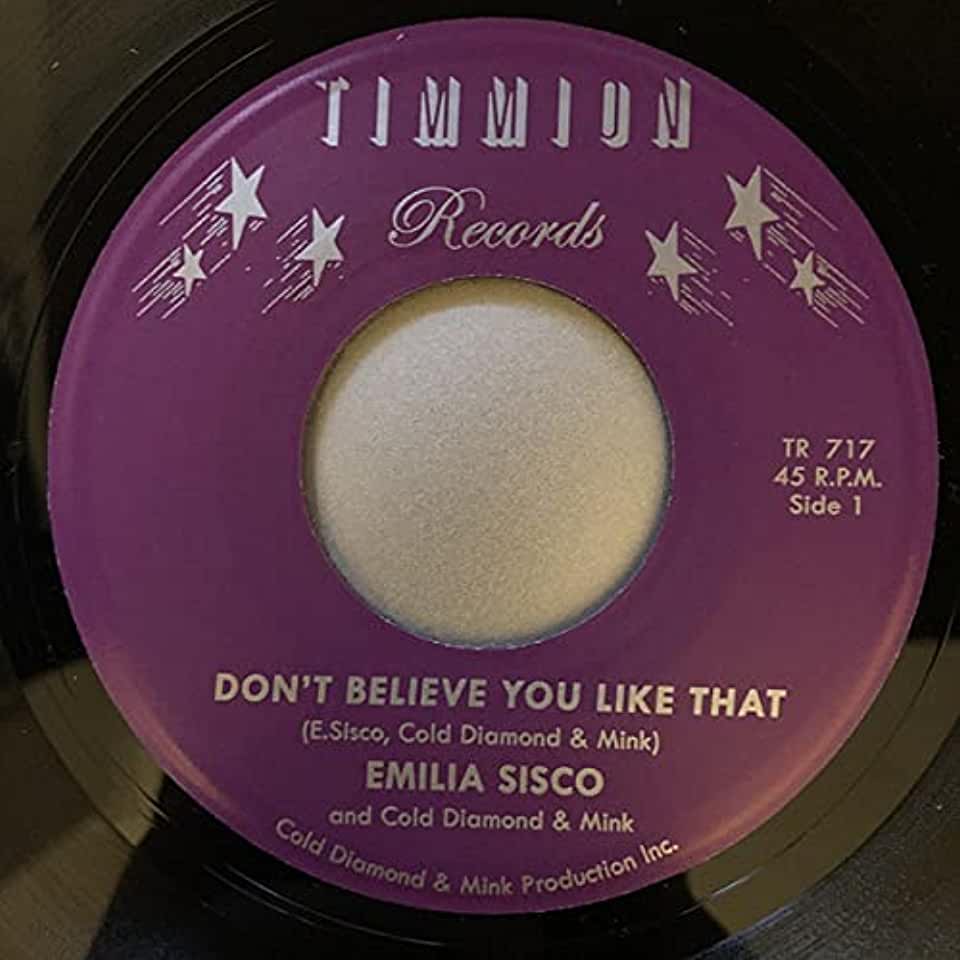 TIMMION
Records
TR 717
45 R.P.M.
Side 1
DON'T BELIEVE YOU LIKE THAT
(E.Sisco, Cold Diamond & Mink)
EMILIA SISCO
and Cold Diamond & Mink
Cold Diamond & Mink Production Inc.